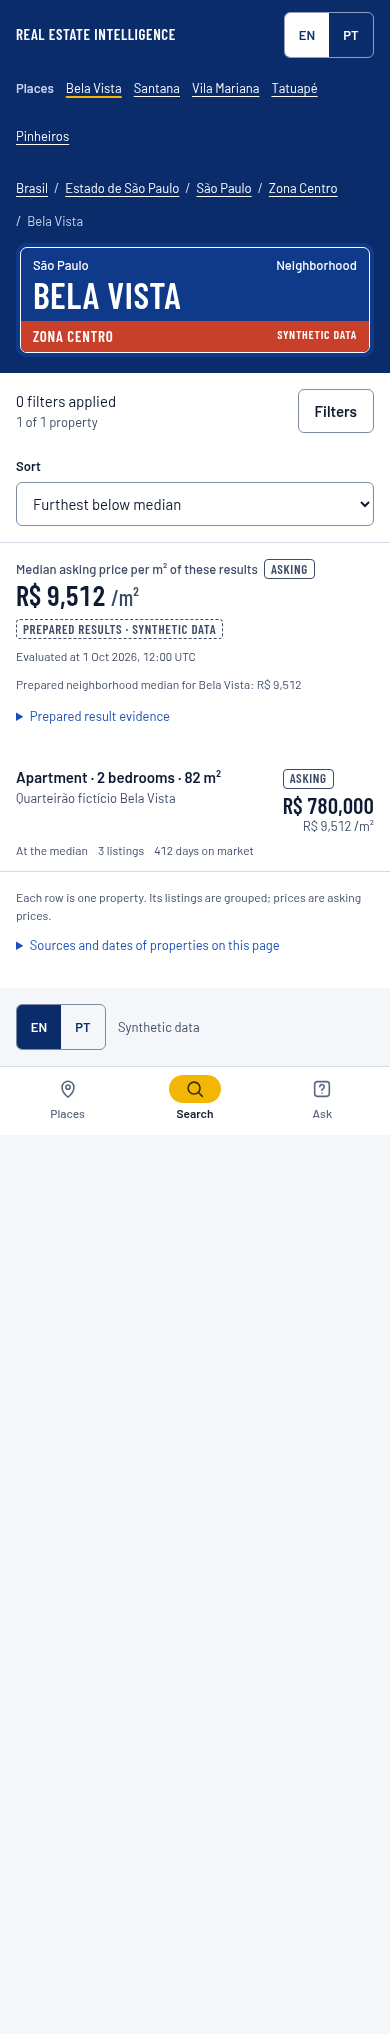 REAL ESTATE INTELLIGENCE
EN PT
Places Bela Vista Santana Vila Mariana Tatuapé
Pinheiros
Brasil / Estado de São Paulo / São Paulo / Zona Centro
/ Bela Vista
São Paulo Neighborhood
BELA VISTA
ZONA CENTRO SYNTHETIC DATA
0 filters applied
1 of 1 property
Filters
Sort
Furthest below median
Median asking price per m² of these results ASKING
R$ 9,512 /m²
PREPARED RESULTS · SYNTHETIC DATA
Evaluated at 1 Oct 2026, 12:00 UTC
Prepared neighborhood median for Bela Vista: R$ 9,512
Prepared result evidence
Apartment · 2 bedrooms · 82 m² ASKING
Quarteirão fictício Bela Vista R$ 780,000
R$ 9,512 /m²
At the median 3 listings 412 days on market
Each row is one property. Its listings are grouped; prices are asking
prices.
Sources and dates of properties on this page
EN PT Synthetic data
Places Search Ask